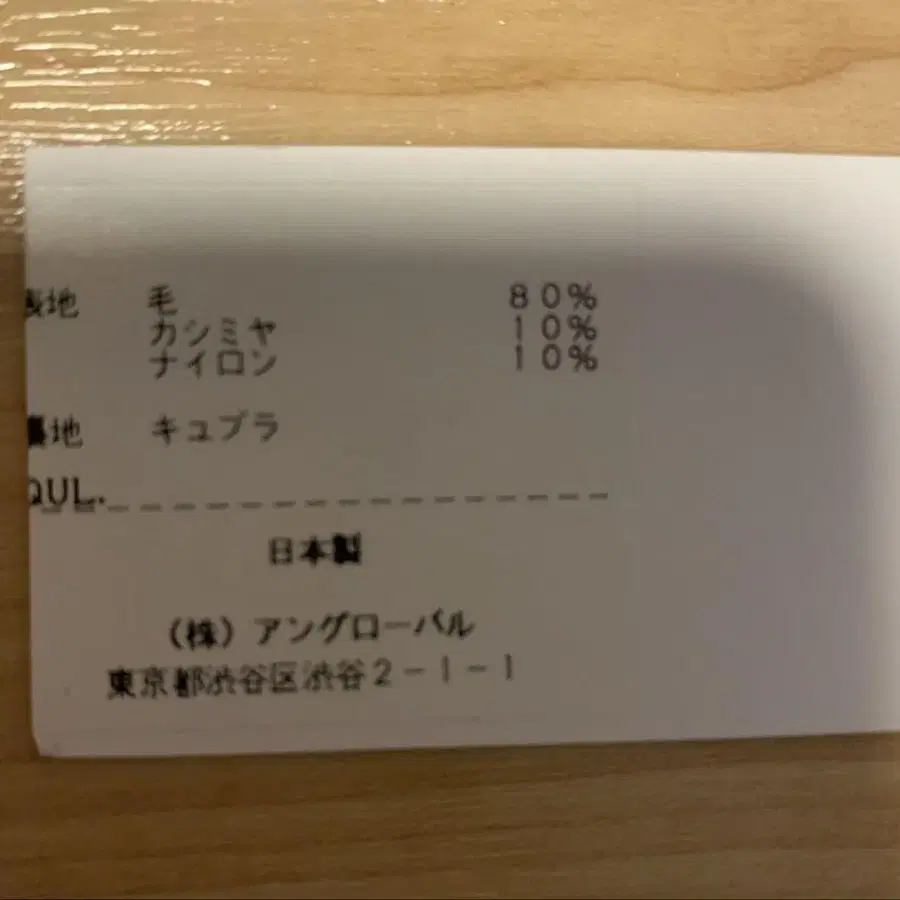 表地 毛 80%
カシミヤ 10%
ナイロン 10%
裏地 キュプラ
QUL.
日本製
(株) アングローバル
東京都渋谷区渋谷2-1-1